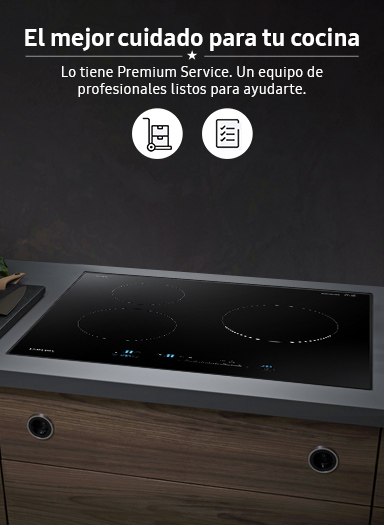 El mejor cuidado para tu cocina
Lo tiene Premium Service. Un equipo de
profesionales listos para ayudarte.